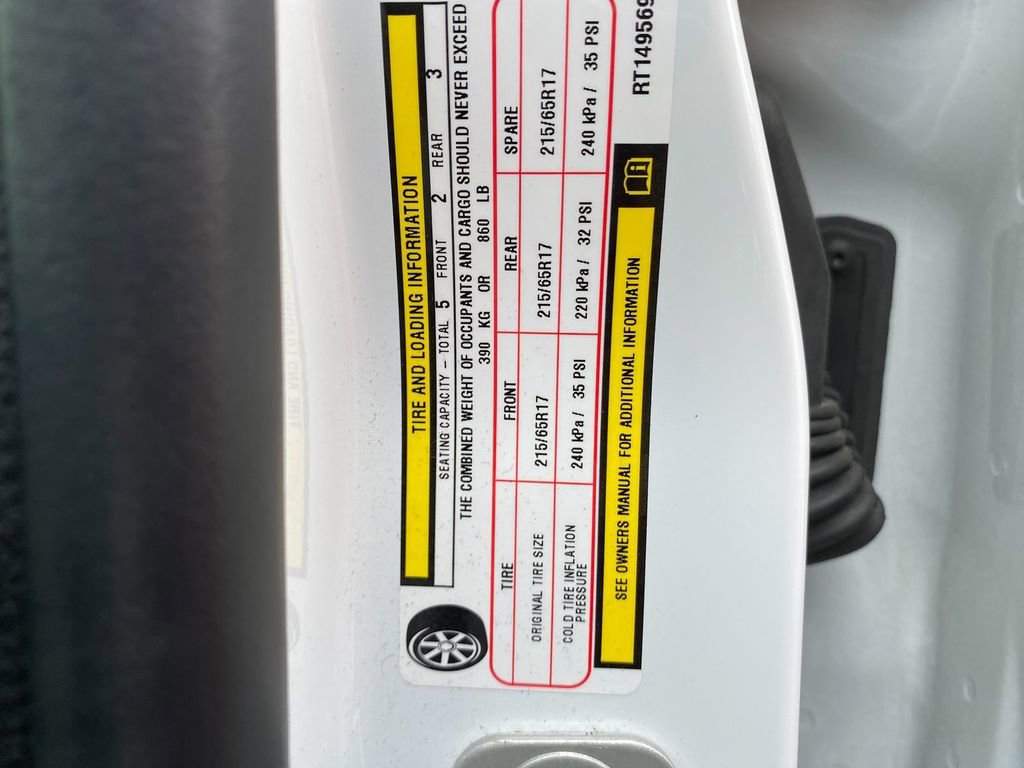 TIRE AND LOADING INFORMATION
SEATING CAPACITY – TOTAL 5 FRONT 2 REAR 3
THE COMBINED WEIGHT OF OCCUPANTS AND CARGO SHOULD NEVER EXCEED
390 KG OR 860 LB
TIRE FRONT REAR SPARE
ORIGINAL TIRE SIZE 215/65R17 215/65R17 215/65R17
COLD TIRE INFLATION PRESSURE 240 kPa / 35 PSI 220 kPa / 32 PSI 240 kPa / 35 PSI
SEE OWNERS MANUAL FOR ADDITIONAL INFORMATION
RT149569